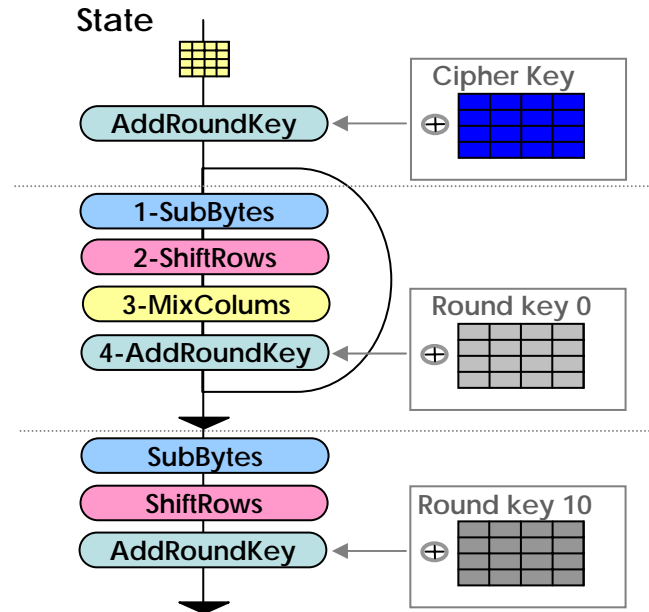 State
Cipher Key
AddRoundKey
1-SubBytes
2-ShiftRows
3-MixColums
Round key 0
4-AddRoundKey
SubBytes
ShiftRows
Round key 10
AddRoundKey